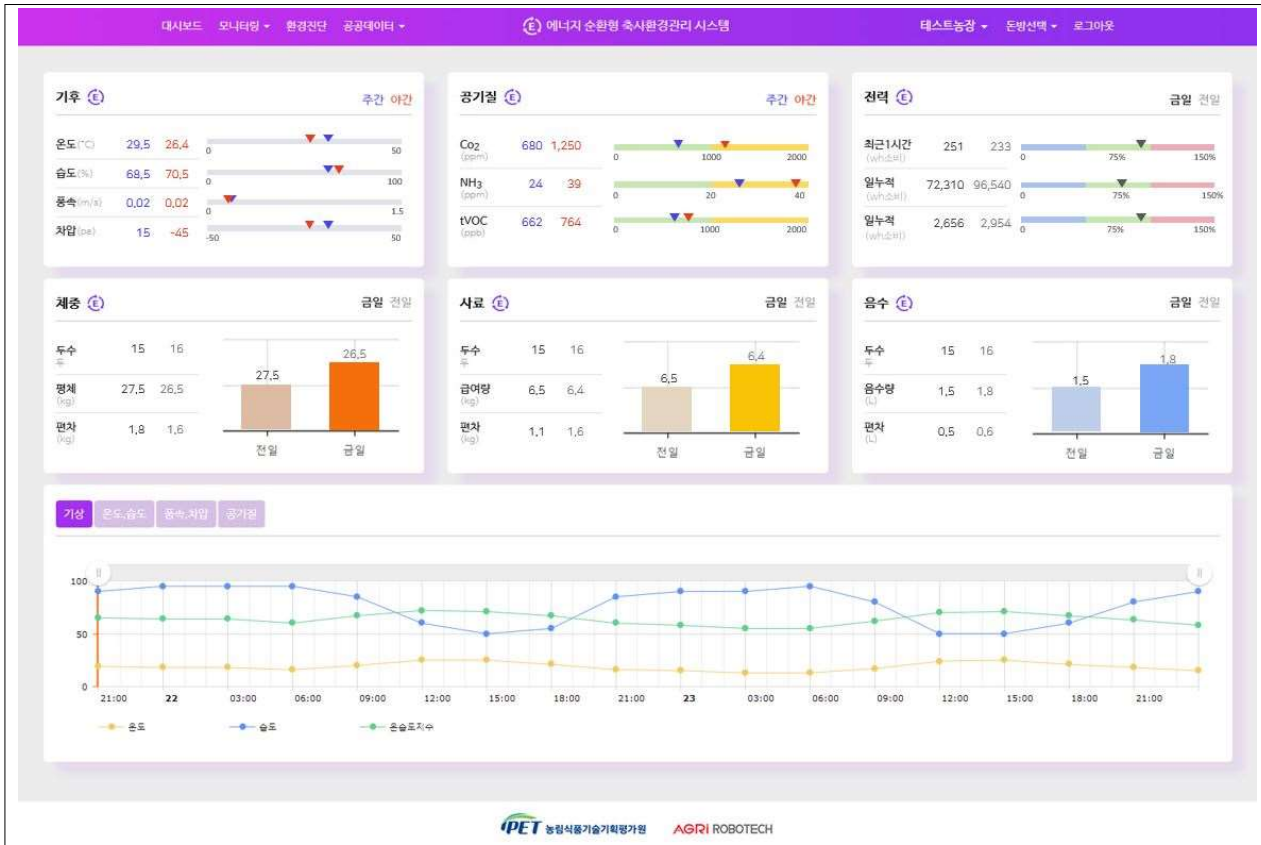 대시보드 모니터링 환경진단 공공데이터
E 에너지 순환형 축사환경관리 시스템
테스트농장 돈방선택 로그아웃
기후 E 주간 야간
온도(℃) 29,5 26,4 0 50
습도(%) 68,5 70,5 0 100
풍속(m/s) 0,02 0,02 0 1.5
차압(pa) 15 -45 -50 50
공기질 E 주간 야간
Co2 680 1,250
(ppm) 0 1000 2000
NH3 24 39
(ppm) 0 20 40
tVOC 662 764
(ppb) 0 1000 2000
전력 E 금일 전일
최근1시간 251 233
(wh소비) 0 75% 150%
일누적 72,310 96,540
(wh소비) 0 75% 150%
일누적 2,656 2,954
(wh소비) 0 75% 150%
체중 E 금일 전일
두수 15 16
두
평체 27,5 26,5
(kg)
편차 1,8 1,6
(kg)
27,5 26,5
전일 금일
사료 E 금일 전일
두수 15 16
두
급여량 6,5 6,4
(kg)
편차 1,1 1,6
(kg)
6,5 6,4
전일 금일
음수 E 금일 전일
두수 15 16
두
음수량 1,5 1,8
(L)
편차 0,5 0,6
(L)
1,5 1,8
전일 금일
기상 온도,습도 풍속,차압 공기질
100
50
0
21:00 22 03:00 06:00 09:00 12:00 15:00 18:00 21:00 23 03:00 06:00 09:00 12:00 15:00 18:00 21:00
온도 습도 온습도지수
iPET 농림식품기술기획평가원 AGRi ROBOTECH